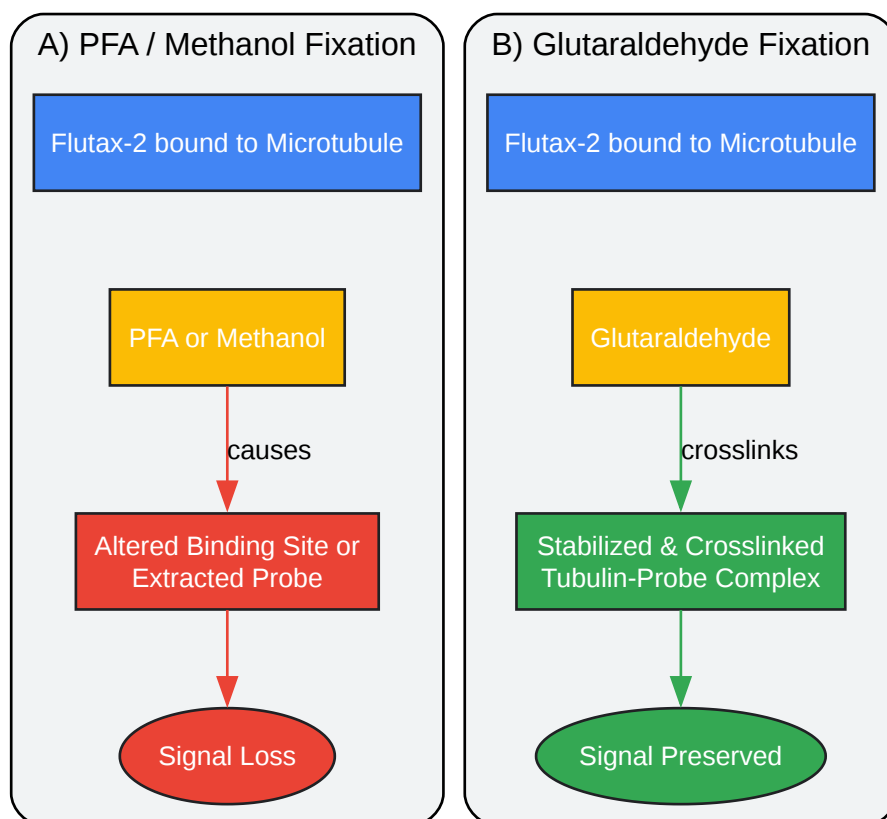 A) PFA / Methanol Fixation
Flutax-2 bound to Microtubule
PFA or Methanol
causes
Altered Binding Site or
Extracted Probe
Signal Loss
B) Glutaraldehyde Fixation
Flutax-2 bound to Microtubule
Glutaraldehyde
crosslinks
Stabilized & Crosslinked
Tubulin-Probe Complex
Signal Preserved